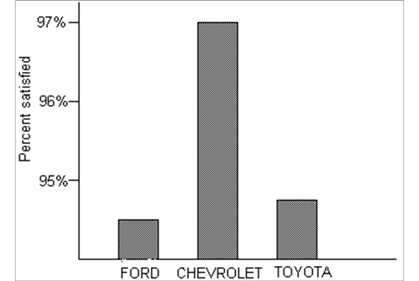 97%
96%
95%
Percent satisfied
FORD CHEVROLET TOYOTA